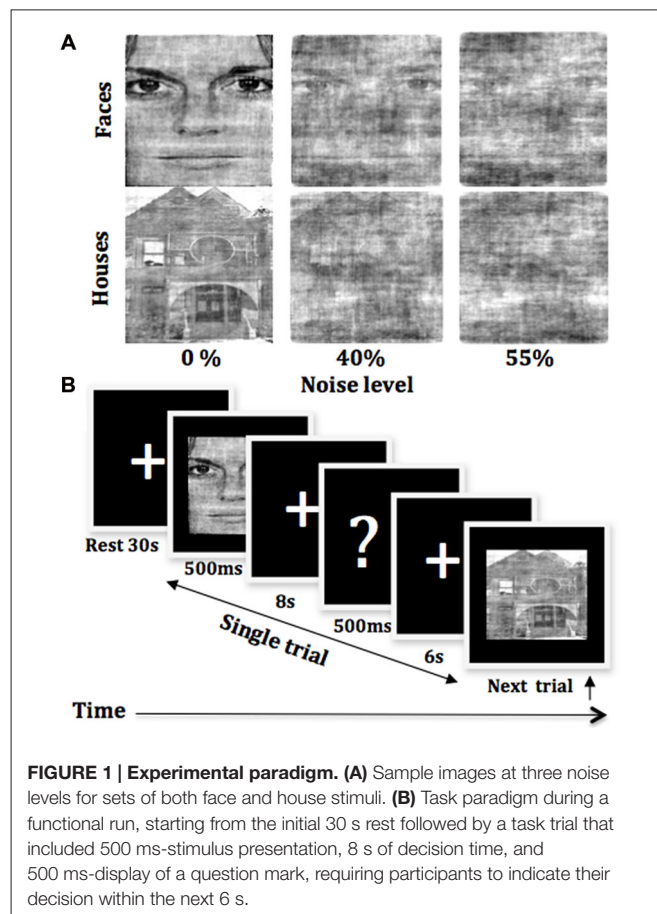 A
Faces
Houses
0 %
40%
55%
Noise level
B
Rest 30s
500ms
8s
500ms
6s
Single trial
Next trial
?
Time
FIGURE 1 | Experimental paradigm. (A) Sample images at three noise
levels for sets of both face and house stimuli. (B) Task paradigm during a
functional run, starting from the initial 30 s rest followed by a task trial that
included 500 ms-stimulus presentation, 8 s of decision time, and
500 ms-display of a question mark, requiring participants to indicate their
decision within the next 6 s.